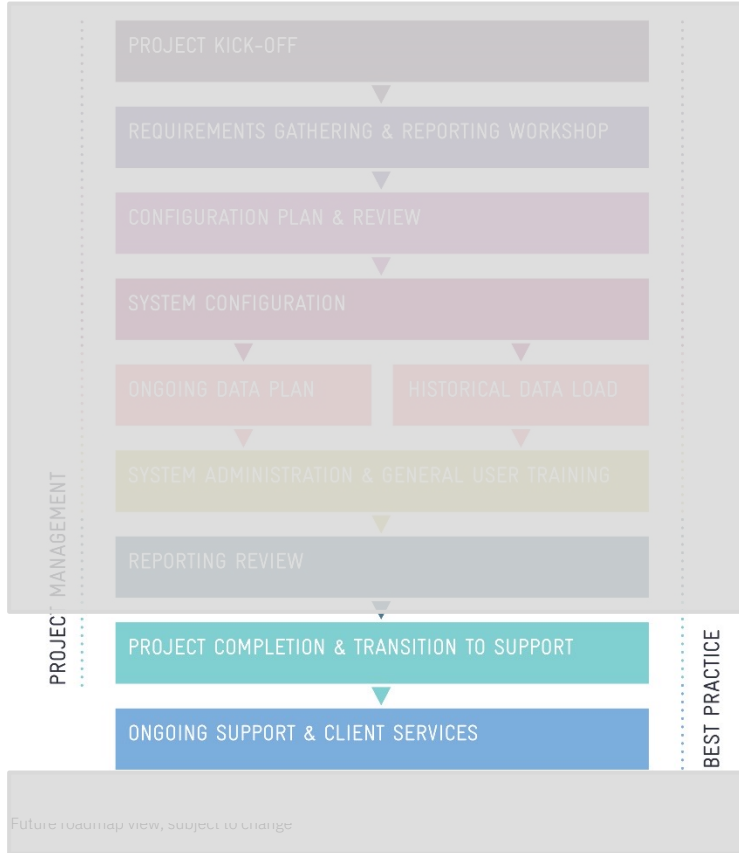 PROJECT KICK-OFF
REQUIREMENTS GATHERING & REPORTING WORKSHOP
CONFIGURATION PLAN & REVIEW
SYSTEM CONFIGURATION
ONGOING DATA PLAN
HISTORICAL DATA LOAD
SYSTEM ADMINISTRATION & GENERAL USER TRAINING
REPORTING REVIEW
PROJECT MANAGEMENT
PROJECT COMPLETION & TRANSITION TO SUPPORT
ONGOING SUPPORT & CLIENT SERVICES
BEST PRACTICE
Future roadmap view, subject to change